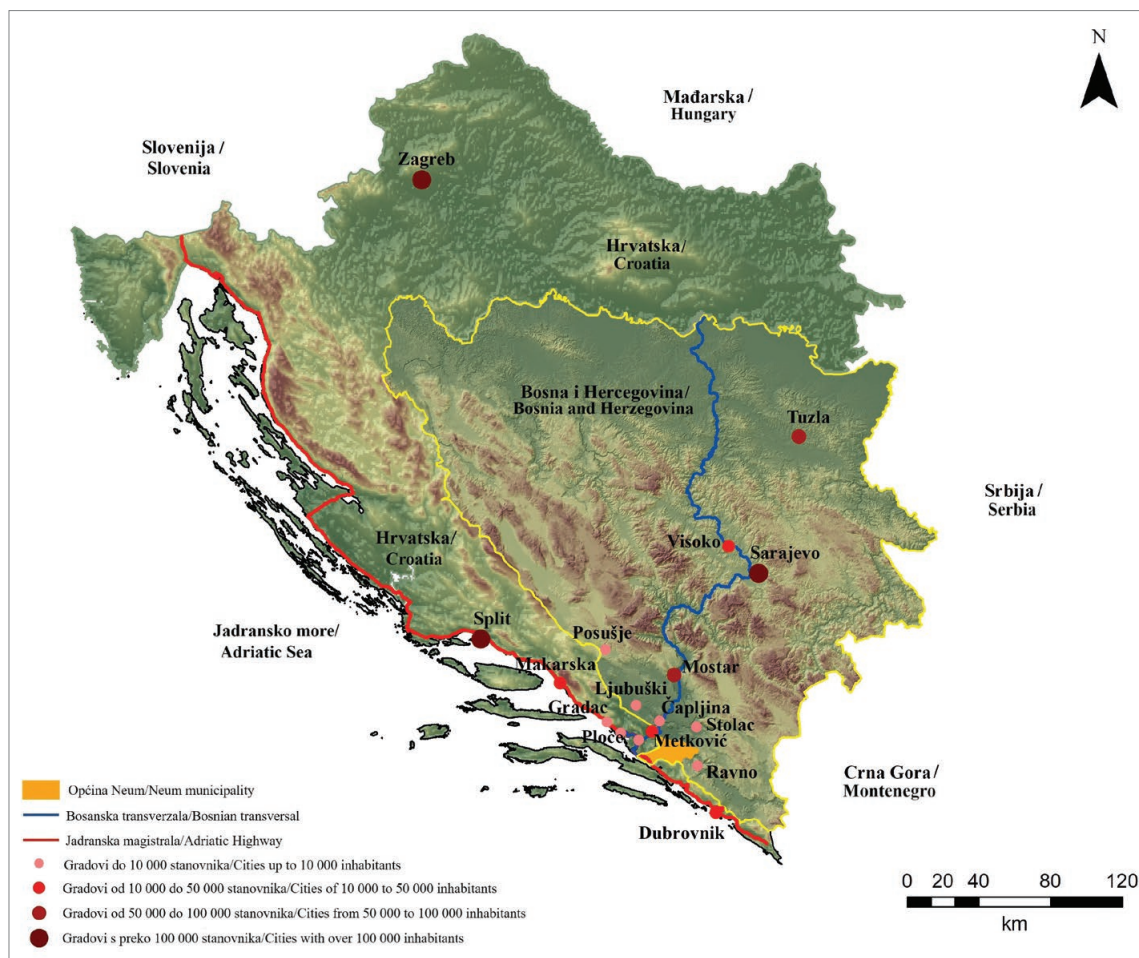 N
Mađarska /
Hungary
Slovenija /
Slovenia
Zagreb
Hrvatska/
Croatia
Bosna i Hercegovina/
Bosnia and Herzegovina
Tuzla
Srbija /
Serbia
Visoko
Sarajevo
Hrvatska/
Croatia
Jadransko more/
Adriatic Sea
Split
Posušje
Makarska
Mostar
Ljubuški
Gradac
Čapljina
Stolac
Ploče
Metković
Ravno
Crna Gora /
Montenegro
Dubrovnik
Općina Neum/Neum municipality
Bosanska transverzala/Bosnian transversal
Jadranska magistrala/Adriatic Highway
Gradovi do 10 000 stanovnika/Cities up to 10 000 inhabitants
Gradovi od 10 000 do 50 000 stanovnika/Cities of 10 000 to 50 000 inhabitants
Gradovi od 50 000 do 100 000 stanovnika/Cities from 50 000 to 100 000 inhabitants
Gradovi s preko 100 000 stanovnika/Cities with over 100 000 inhabitants
0 20 40 80 120
km